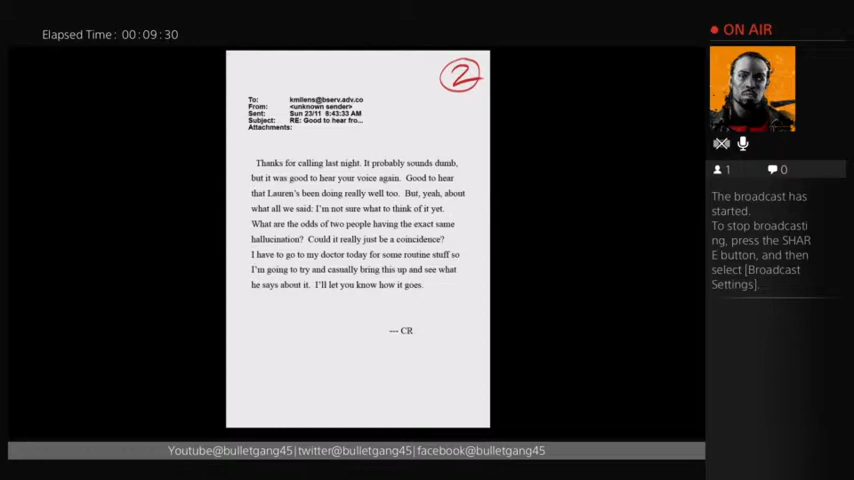 Elapsed Time : 00:09:30
ON AIR
2
To: kmliens@bserv.adv.co
From: <unknown sender>
Sent: Sun 23/11 8:43:33 AM
Subject: RE: Good to hear fro...
Attachments:
Thanks for calling last night. It probably sounds dumb,
but it was good to hear your voice again. Good to hear
that Lauren's been doing really well too. But, yeah, about
what all we said: I'm not sure what to think of it yet.
What are the odds of two people having the exact same
hallucination? Could it really just be a coincidence?
I have to go to my doctor today for some routine stuff so
I'm going to try and casually bring this up and see what
he says about it. I'll let you know how it goes.
--- CR
1
0
The broadcast has
started.
To stop broadcasti
ng, press the SHAR
E button, and then
select [Broadcast
Settings].
Youtube@bulletgang45|twitter@bulletgang45|facebook@bulletgang45